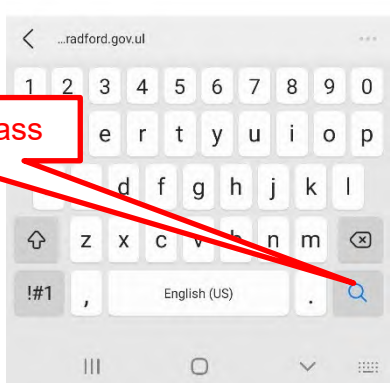 ...radford.gov.ul
1 2 3 4 5 6 7 8 9 0
ass
e r t y u i o p
d f g h j k l
z x c v b n m
!#1 , English (US) .